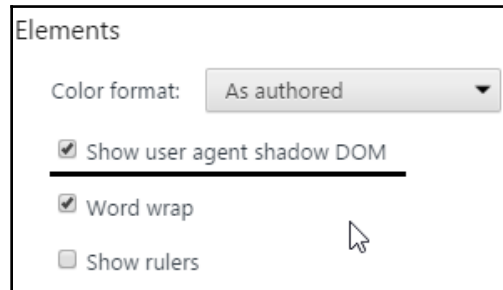 Elements
Color format: As authored
Show user agent shadow DOM
Word wrap
Show rulers